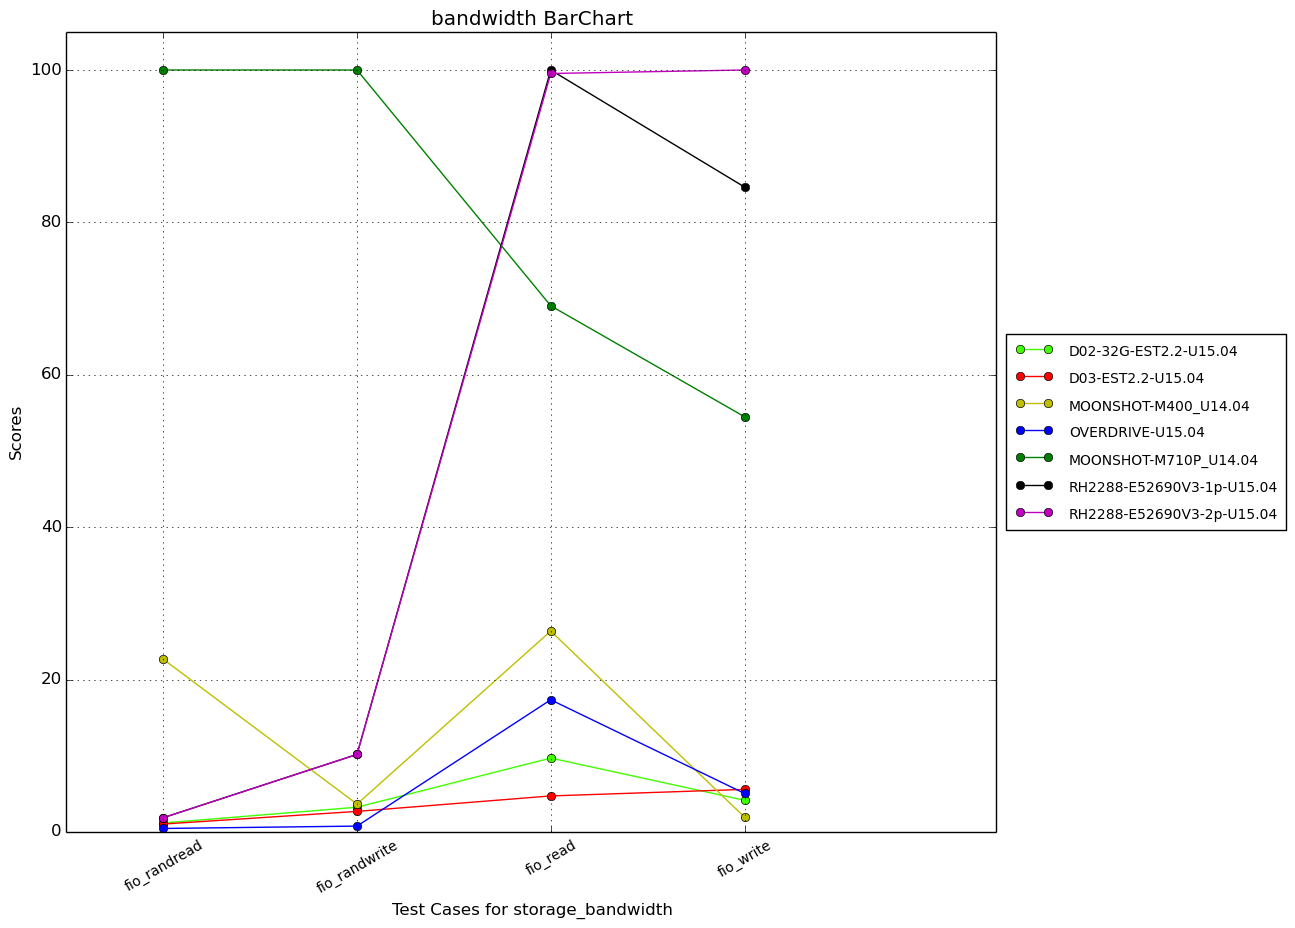 bandwidth BarChart
100
80
60
40
20
0
Scores
fio_randread
fio_randwrite
fio_read
fio_write
Test Cases for storage_bandwidth
D02-32G-EST2.2-U15.04
D03-EST2.2-U15.04
MOONSHOT-M400_U14.04
OVERDRIVE-U15.04
MOONSHOT-M710P_U14.04
RH2288-E52690V3-1p-U15.04
RH2288-E52690V3-2p-U15.04